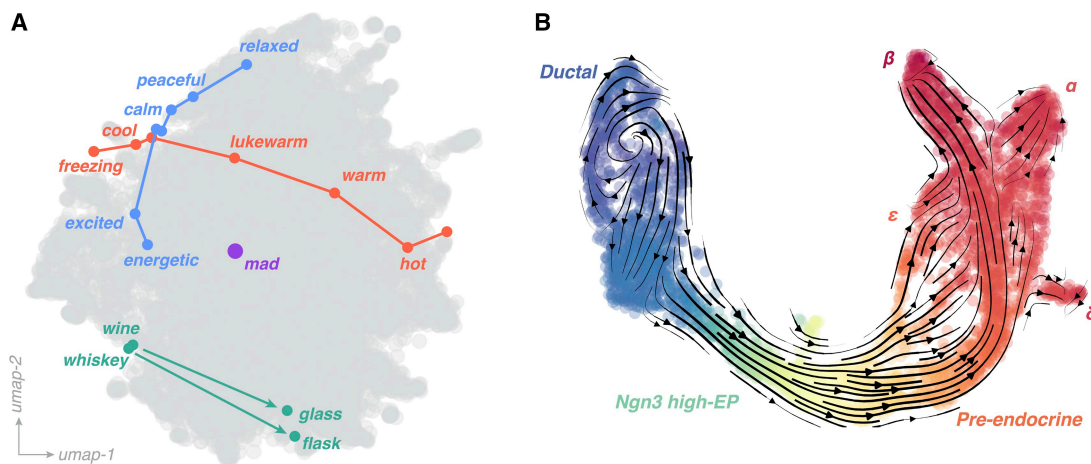 A
relaxed
peaceful
calm
cool
freezing
lukewarm
warm
excited
energetic
mad
hot
wine
whiskey
glass
flask
umap-2
umap-1
B
Ductal
β
α
ε
δ
Ngn3 high-EP
Pre-endocrine